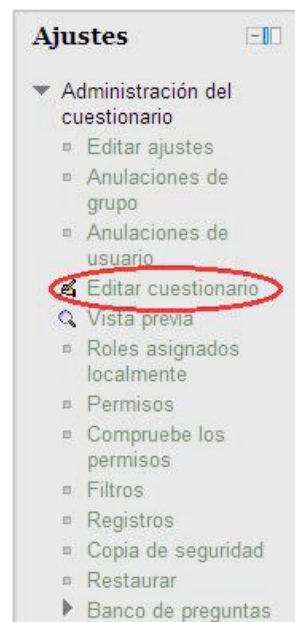 Ajustes
Administración del
cuestionario
Editar ajustes
Anulaciones de
grupo
Anulaciones de
usuario
Editar cuestionario
Vista previa
Roles asignados
localmente
Permisos
Compruebe los
permisos
Filtros
Registros
Copia de seguridad
Restaurar
Banco de preguntas